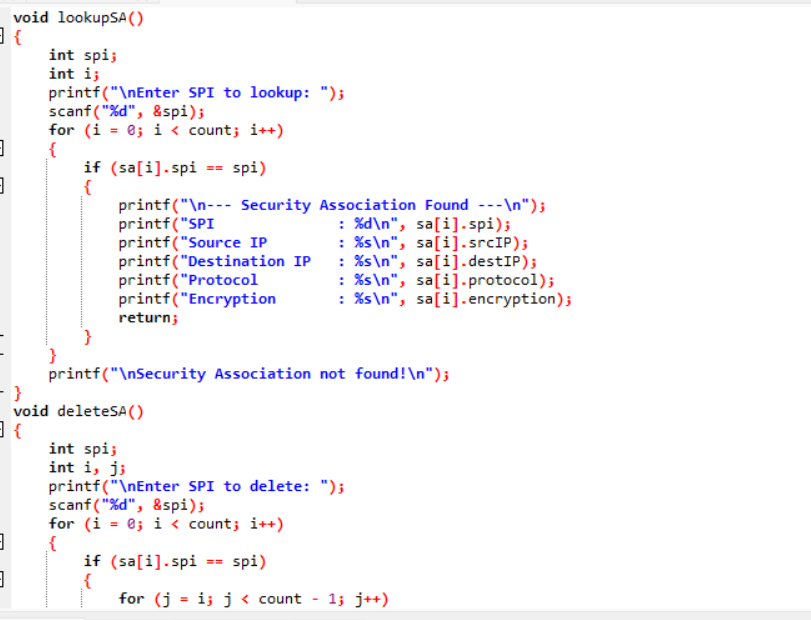 void lookupSA()
{
    int spi;
    int i;
    printf("\nEnter SPI to lookup: ");
    scanf("%d", &spi);
    for (i = 0; i < count; i++)
    {
        if (sa[i].spi == spi)
        {
            printf("\n--- Security Association Found ---\n");
            printf("SPI              : %d\n", sa[i].spi);
            printf("Source IP        : %s\n", sa[i].srcIP);
            printf("Destination IP   : %s\n", sa[i].destIP);
            printf("Protocol         : %s\n", sa[i].protocol);
            printf("Encryption       : %s\n", sa[i].encryption);
            return;
        }
    }
    printf("\nSecurity Association not found!\n");
}
void deleteSA()
{
    int spi;
    int i, j;
    printf("\nEnter SPI to delete: ");
    scanf("%d", &spi);
    for (i = 0; i < count; i++)
    {
        if (sa[i].spi == spi)
        {
            for (j = i; j < count - 1; j++)